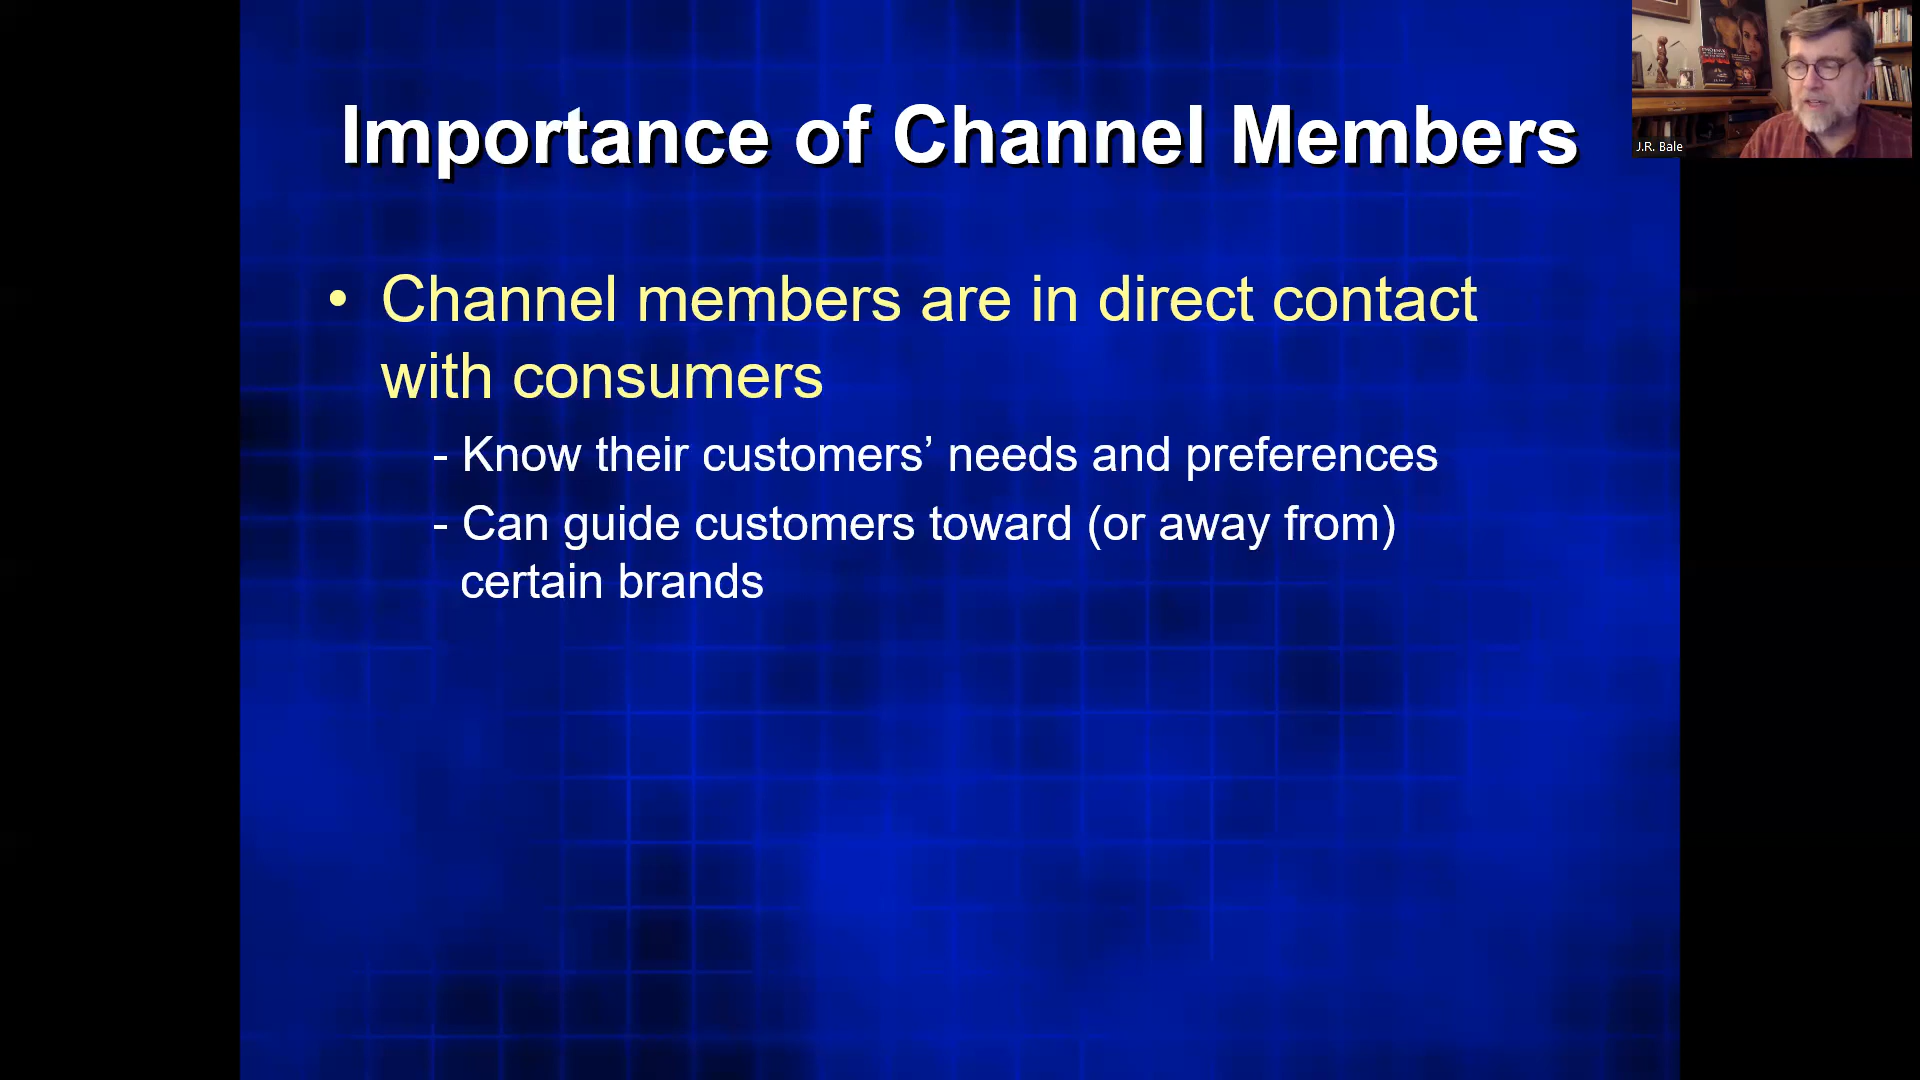 Importance of Channel Members
• Channel members are in direct contact
with consumers
- Know their customers’ needs and preferences
- Can guide customers toward (or away from)
certain brands
J.R. Bale